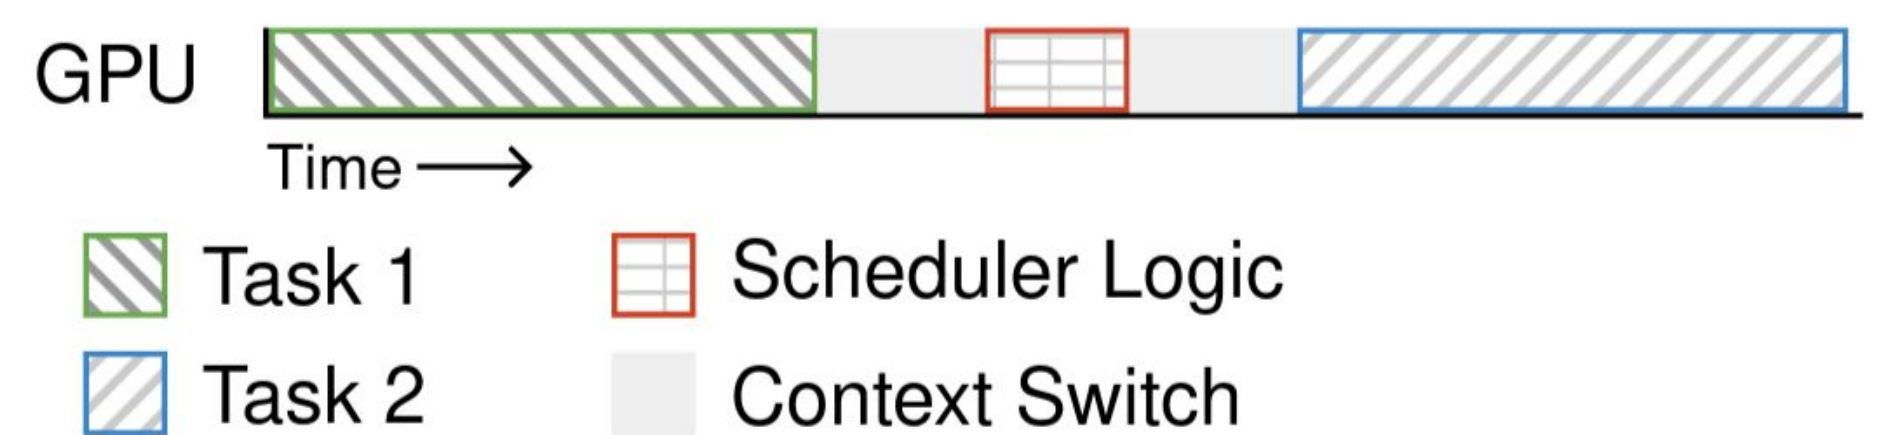 GPU
Time
Task 1
Scheduler Logic
Task 2
Context Switch